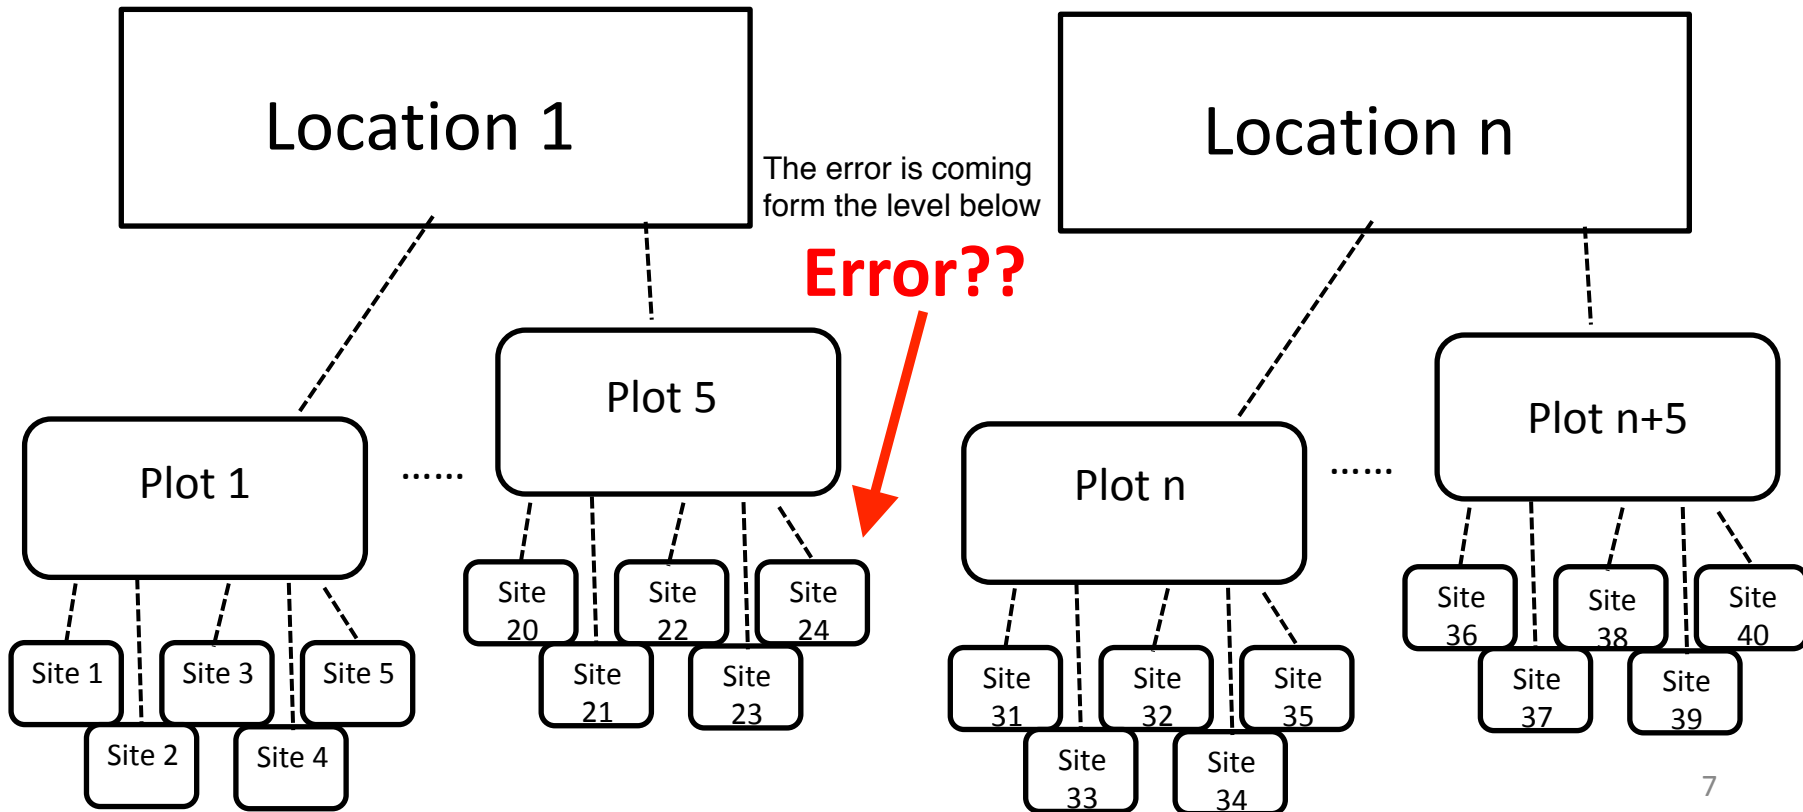 Location 1
Location n
The error is coming
form the level below
Error??
Plot 1
......
Plot 5
Plot n
......
Plot n+5
Site 1
Site 2
Site 3
Site 4
Site 5
Site
20
Site
21
Site
22
Site
23
Site
24
Site
31
Site
33
Site
32
Site
34
Site
35
Site
36
Site
37
Site
38
Site
39
Site
40
7